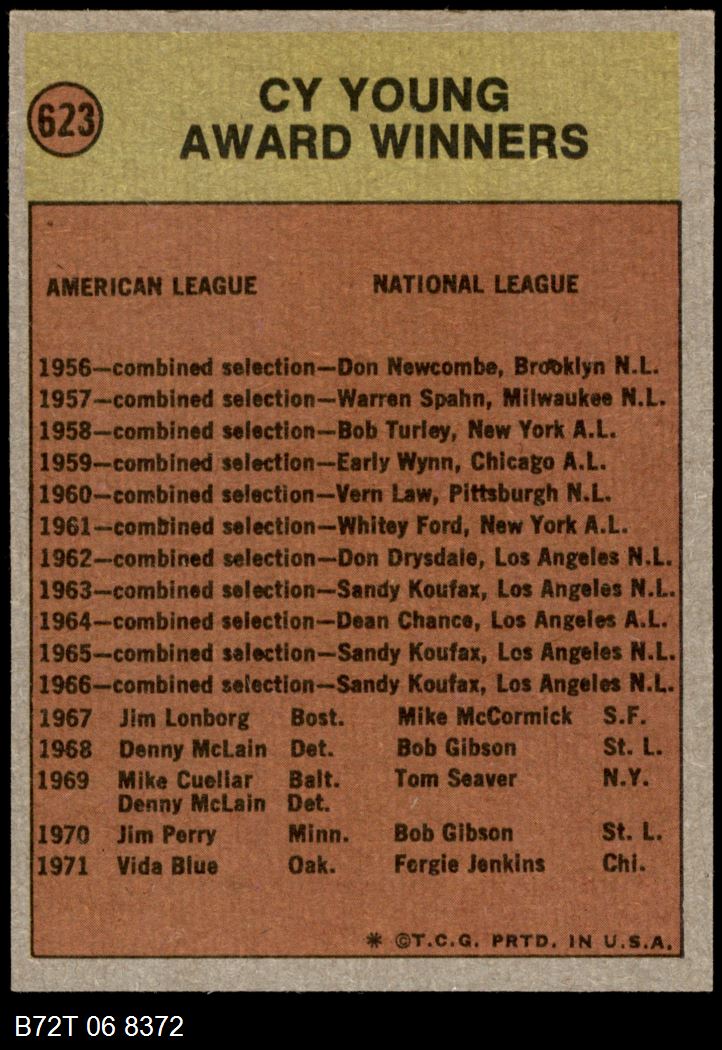 623
CY YOUNG
AWARD WINNERS
AMERICAN LEAGUE NATIONAL LEAGUE
1956—combined selection—Don Newcombe, Brooklyn N.L.
1957—combined selection—Warren Spahn, Milwaukee N.L.
1958—combined selection—Bob Turley, New York A.L.
1959—combined selection—Early Wynn, Chicago A.L.
1960—combined selection—Vern Law, Pittsburgh N.L.
1961—combined selection—Whitey Ford, New York A.L.
1962—combined selection—Don Drysdale, Los Angeles N.L.
1963—combined selection—Sandy Koufax, Los Angeles N.L.
1964—combined selection—Dean Chance, Los Angeles A.L.
1965—combined selection—Sandy Koufax, Los Angeles N.L.
1966—combined selection—Sandy Koufax, Los Angeles N.L.
1967 Jim Lonborg Bost. Mike McCormick S.F.
1968 Denny McLain Det. Bob Gibson St. L.
1969 Mike Cuellar Balt. Tom Seaver N.Y.
Denny McLain Det.
1970 Jim Perry Minn. Bob Gibson St. L.
1971 Vida Blue Oak. Fergie Jenkins Chi.
* ©T.C.G. PRTD. IN U.S.A.
B72T 06 8372